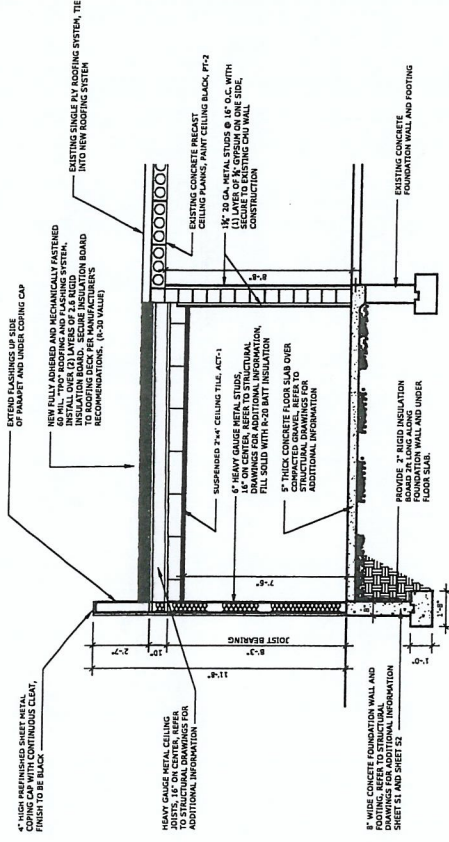 EXTEND FLASHINGS UP SIDE
OF PARAPET AND UNDER COPING CAP
4" HIGH PREFINISHED SHEET METAL
COPING CAP WITH CONTINUOUS CLEAT,
FINISH TO BE BLACK
NEW FULLY ADHERED AND MECHANICALLY FASTENED
60 MIL. "TPO" ROOFING AND FLASHING SYSTEM.
INSTALL OVER (2) LAYERS OF 2.6 RIGID
INSULATION BOARD. SECURE INSULATION BOARD
TO ROOFING DECK PER MANUFACTURER'S
RECOMMENDATIONS. (R-30 VALUE)
EXISTING SINGLE PLY ROOFING SYSTEM, TIE
INTO NEW ROOFING SYSTEM
EXISTING CONCRETE PRECAST
CEILING PLANKS, PAINT CEILING BLACK, PT-2
20 GA. METAL STUDS @ 16" O.C. WITH
(1) LAYER OF GYPSUM ON ONE SIDE,
SECURE TO EXISTING CMU WALL
CONSTRUCTION
HEAVY GAUGE METAL CEILING
JOISTS, 16" ON CENTER, REFER
TO STRUCTURAL DRAWINGS FOR
ADDITIONAL INFORMATION
SUSPENDED 2'x4' CEILING TILE, ACT-1
6" HEAVY GAUGE METAL STUDS,
16" ON CENTER, REFER TO STRUCTURAL
DRAWINGS FOR ADDITIONAL INFORMATION,
FILL SOLID WITH R-20 BATT INSULATION
5" THICK CONCRETE FLOOR SLAB OVER
COMPACTED GRAVEL, REFER TO
STRUCTURAL DRAWINGS FOR
ADDITIONAL INFORMATION
2'-7"
10"
8'-3"
JOIST BEARING
11'-8"
7'-6"
8'-8"
8"
1'-0"
1'-8"
8" WIDE CONCETE FOUNDATION WALL AND
FOOTING, REFER TO STRUCTURAL
DRAWINGS FOR ADDITIONAL INFORMATION
SHEET S1 AND SHEET S2
PROVIDE 2" RIGID INSULATION
BOARD 2ft LONG ALONG
FOUNDATION WALL AND UNDER
FLOOR SLAB.
EXISTING CONCRETE
FOUNDATION WALL AND FOOTING